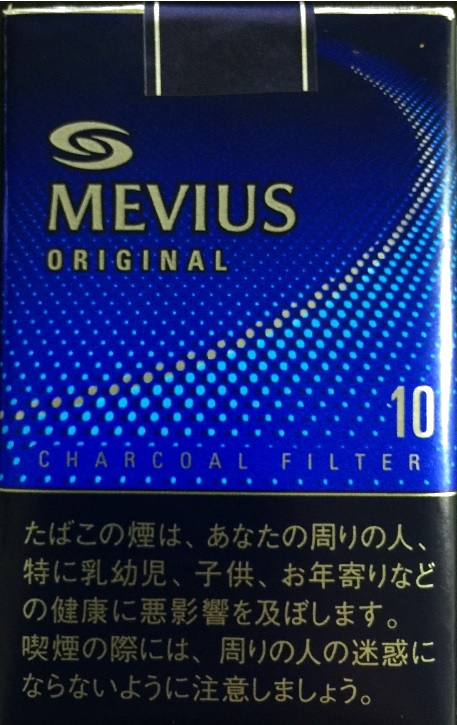 MEVIUS
ORIGINAL
10
CHARCOAL FILTER
たばこの煙は、あなたの周りの人、
特に乳幼児、子供、お年寄りなど
の健康に悪影響を及ぼします。
喫煙の際には、周りの人の迷惑に
ならないように注意しましょう。